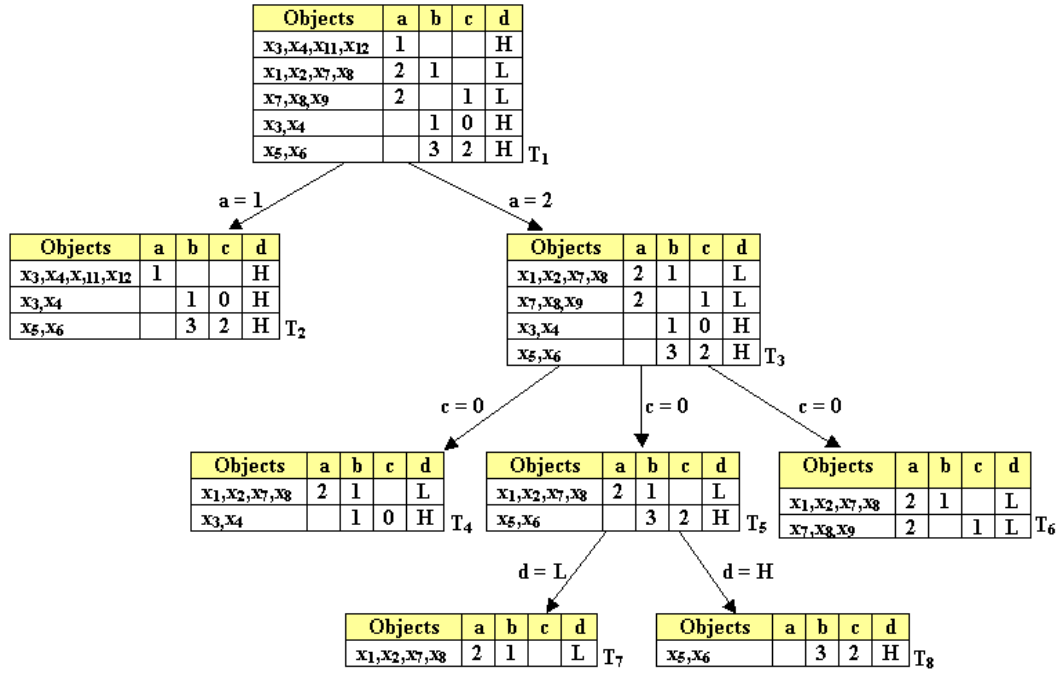 Objects a b c d
x3,x4,x11,x12 1 H
x1,x2,x7,x8 2 1 L
x7,x8,x9 2 1 L
x3,x4 1 0 H
x5,x6 3 2 H T1
a = 1 a = 2
Objects a b c d
x3,x4,x,11,x12 1 H
x3,x4 1 0 H
x5,x6 3 2 H T2
Objects a b c d
x1,x2,x7,x8 2 1 L
x7,x8,x9 2 1 L
x3,x4 1 0 H
x5,x6 3 2 H T3
c = 0 c = 0 c = 0
Objects a b c d
x1,x2,x7,x8 2 1 L
x3,x4 1 0 H T4
Objects a b c d
x1,x2,x7,x8 2 1 L
x5,x6 3 2 H T5
Objects a b c d
x1,x2,x7,x8 2 1 L
x7,x8,x9 2 1 L T6
d = L d = H
Objects a b c d
x1,x2,x7,x8 2 1 L T7
Objects a b c d
x5,x6 3 2 H T8